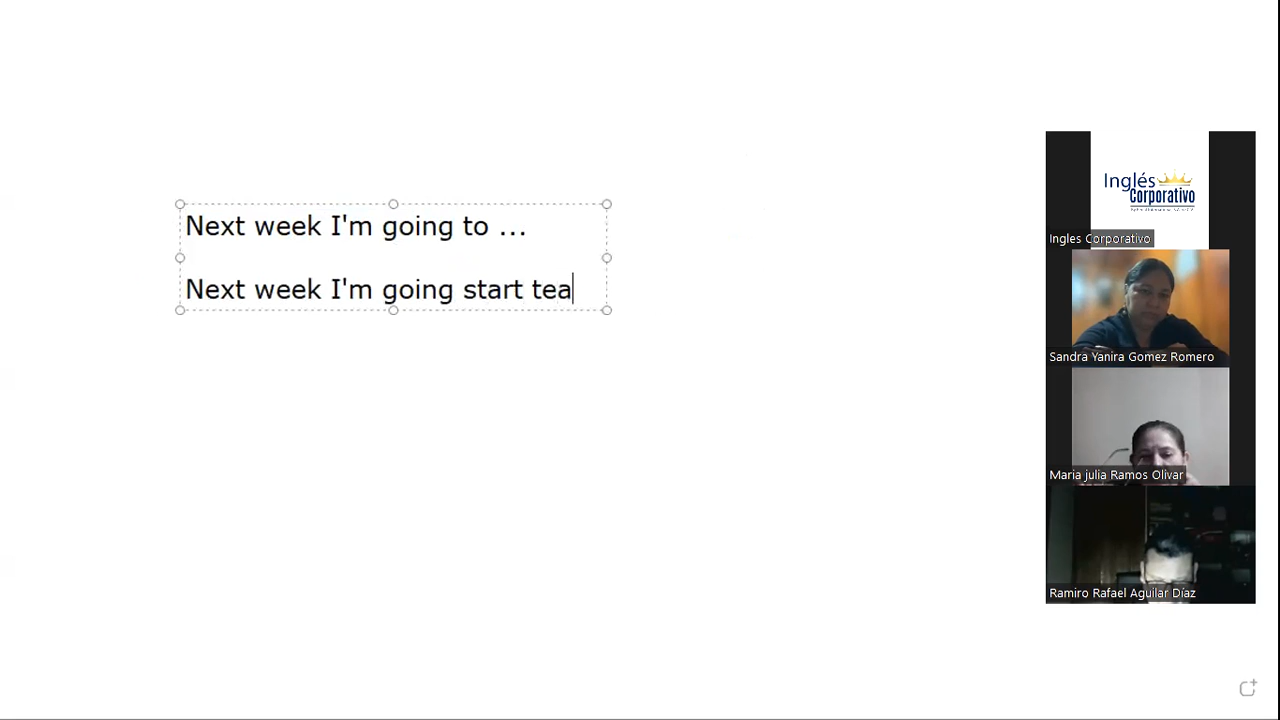 Next week I'm going to ...
Next week I'm going start tea
Inglés
Corporativo
Ingles Corporativo
Sandra Yanira Gomez Romero
Maria julia Ramos Olivar
Ramiro Rafael Aguilar Díaz